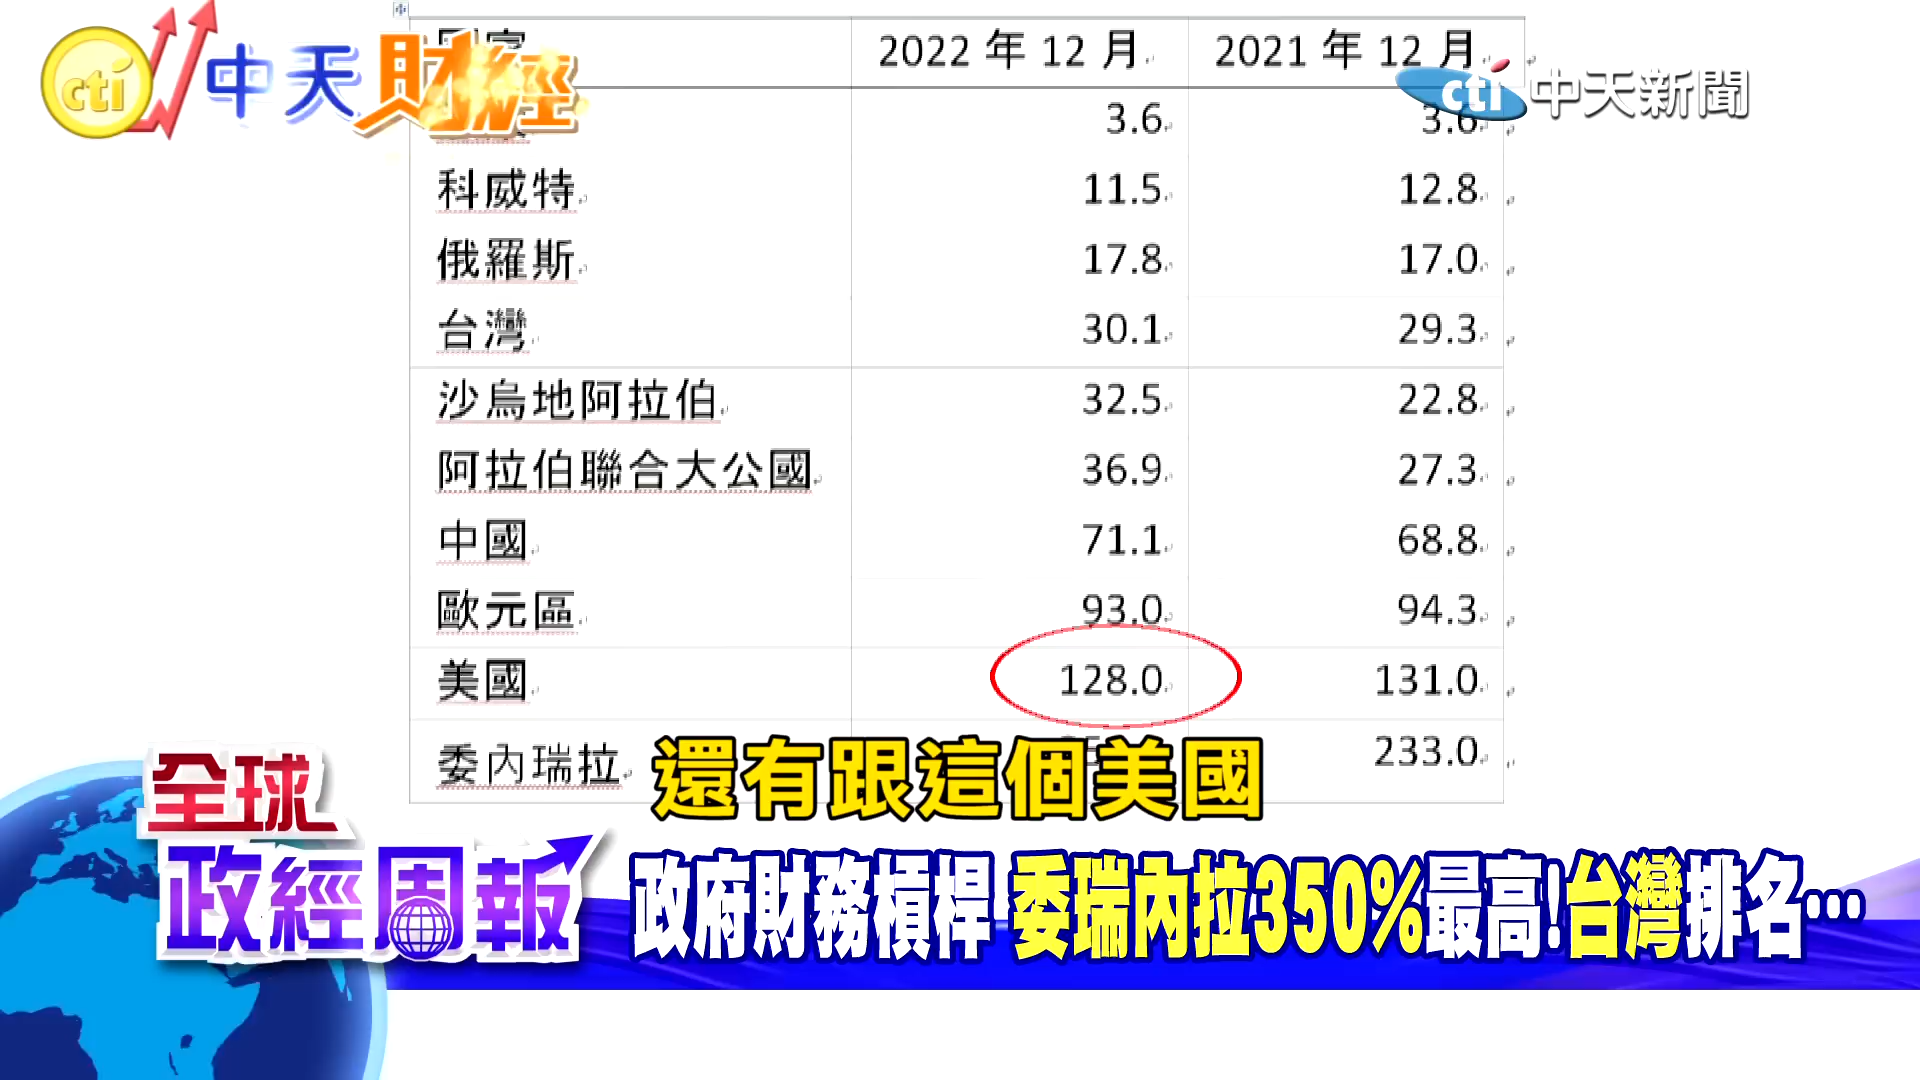 cti 中天財經
cti 中天新聞
2022 年 12 月 2021 年 12 月
3.6 3.6
科威特 11.5 12.8
俄羅斯 17.8 17.0
台灣 30.1 29.3
沙烏地阿拉伯 32.5 22.8
阿拉伯聯合大公國 36.9 27.3
中國 71.1 68.8
歐元區 93.0 94.3
美國 128.0 131.0
委內瑞拉 233.0
還有跟這個美國
全球
政經周報
政府財務槓桿 委瑞內拉350%最高!台灣排名…